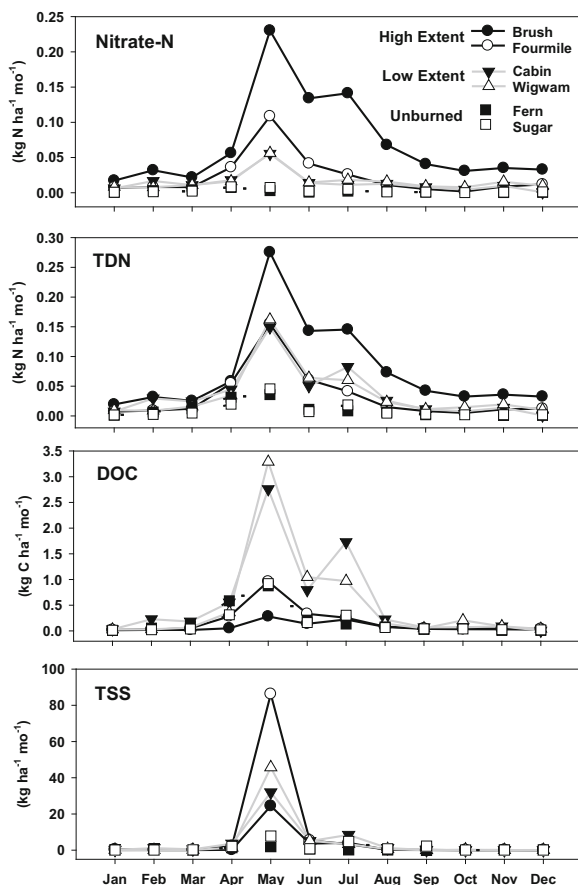 Nitrate-N
High Extent
Brush
Fourmile
Low Extent
Cabin
Wigwam
Unburned
Fern
Sugar
(kg N ha-1 mo-1)
0.25
0.20
0.15
0.10
0.05
0.00
TDN
(kg N ha-1 mo-1)
0.30
0.25
0.20
0.15
0.10
0.05
0.00
DOC
(kg C ha-1 mo-1)
3.5
3.0
2.5
2.0
1.5
1.0
0.5
0.0
TSS
(kg ha-1 mo-1)
100
80
60
40
20
0
Jan Feb Mar Apr May Jun Jul Aug Sep Oct Nov Dec